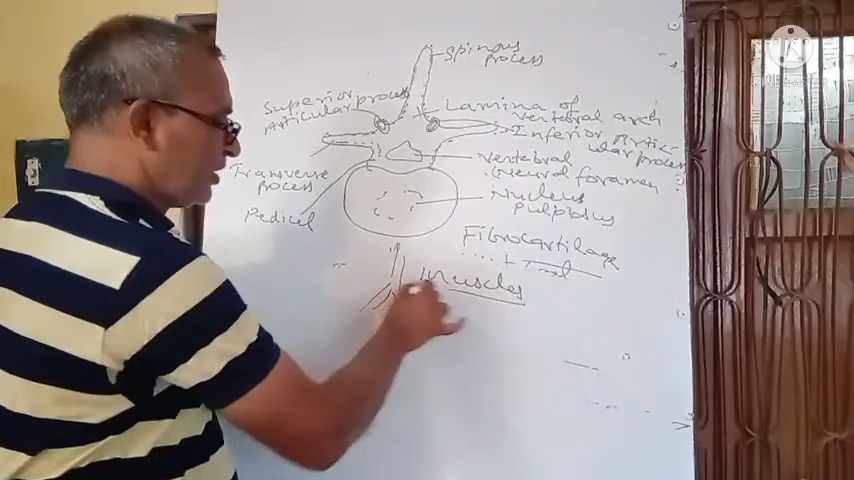 Spinous
process
Superior process
Articular
Lamina of
vertebral arch
Inferior Artic-
ular process
Transverse
process
Vertebral
(Neural foramen
Pedicel
Nucleus
pulposus
Fibrocartilage
muscles
KINEMASTER